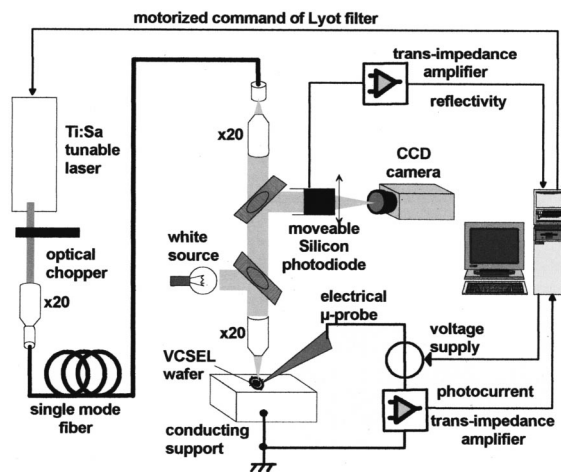 motorized command of Lyot filter
trans-impedance
amplifier
reflectivity
Ti:Sa
tunable
laser
x20
CCD
camera
optical
chopper
moveable
Silicon
photodiode
white
source
x20
electrical
μ-probe
x20
voltage
supply
VCSEL
wafer
single mode
fiber
photocurrent
conducting
support
trans-impedance
amplifier